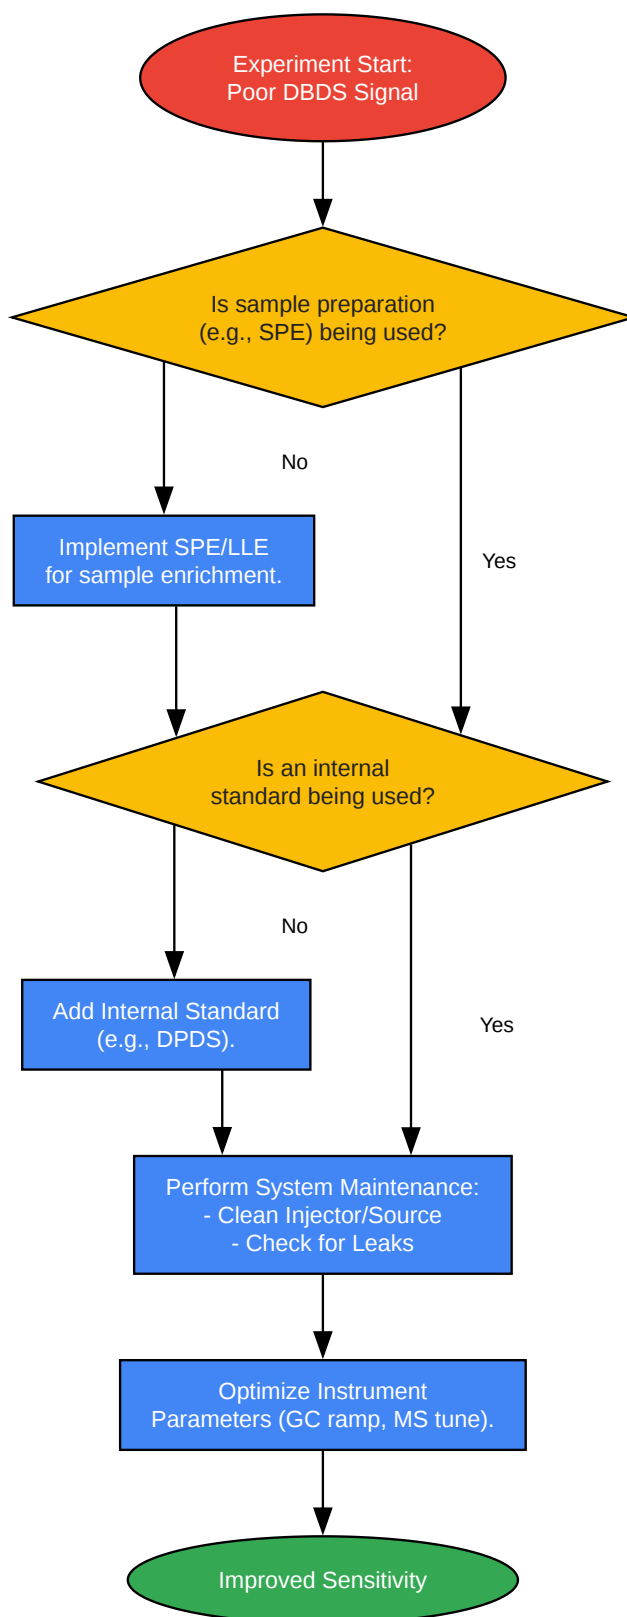 Experiment Start:
Poor DBDS Signal
Is sample preparation
(e.g., SPE) being used?
No
Implement SPE/LLE
for sample enrichment.
Yes
Is an internal
standard being used?
No
Add Internal Standard
(e.g., DPDS).
Yes
Perform System Maintenance:
- Clean Injector/Source
- Check for Leaks
Optimize Instrument
Parameters (GC ramp, MS tune).
Improved Sensitivity